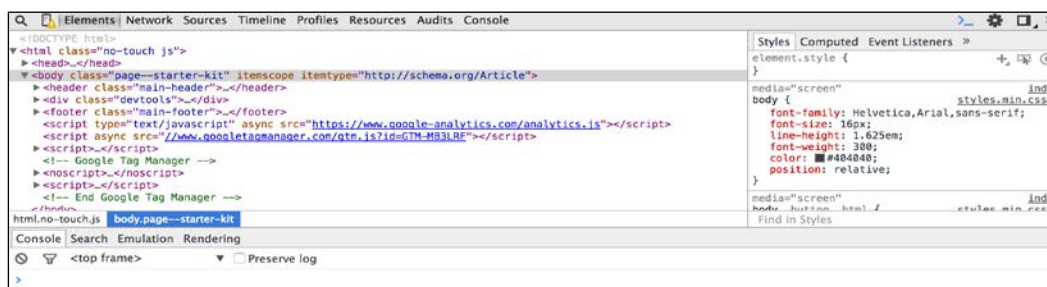 Elements Network Sources Timeline Profiles Resources Audits Console
<!DOCTYPE html>
▼<html class="no-touch js">
▶<head>…</head>
▼<body class="page--starter-kit" itemscope itemtype="http://schema.org/Article">
▶<header class="main-header">…</header>
▶<div class="devtools">…</div>
▶<footer class="main-footer">…</footer>
<script type="text/javascript" async src="https://www.google-analytics.com/analytics.js"></script>
<script async src="//www.googletagmanager.com/gtm.js?id=GTM-MB3LRF"></script>
▶<script>…</script>
<!-- Google Tag Manager -->
▶<noscript>…</noscript>
▶<script>…</script>
<!-- End Google Tag Manager -->
</body>
html.no-touch.js body.page--starter-kit
Styles Computed Event Listeners »
element.style {
}
media="screen" ind
body { styles.min.css
font-family: Helvetica,Arial,sans-serif;
font-size: 16px;
line-height: 1.625em;
font-weight: 300;
color: #404040;
position: relative;
}
media="screen" ind
body, button, html { styles.min.css
Find in Styles
Console Search Emulation Rendering
<top frame> ▼ Preserve log
>